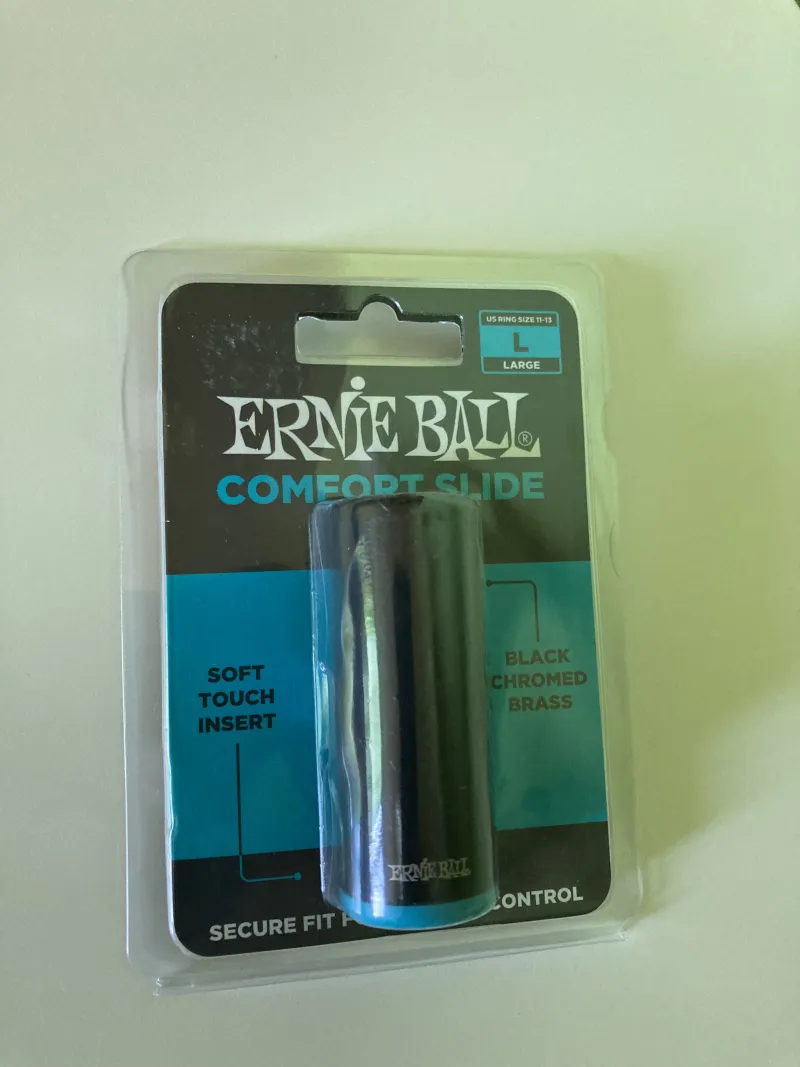 US RING SIZE 11-13
L
LARGE
ERNIE BALL®
COMFORT SLIDE
SOFT
TOUCH
INSERT
BLACK
CHROMED
BRASS
ERNIE BALL
SECURE FIT CONTROL